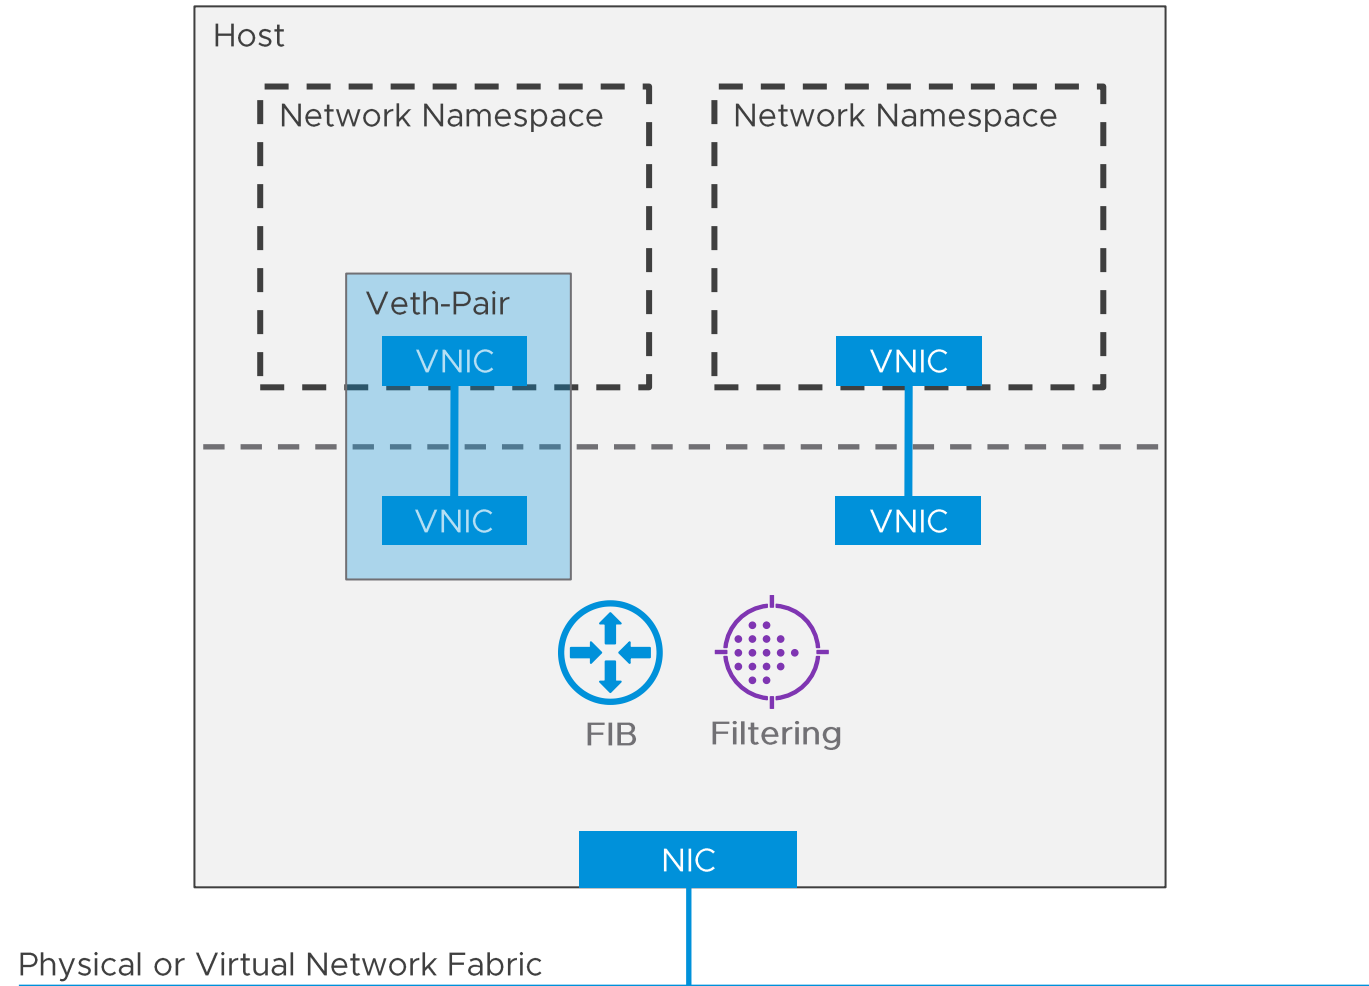 Host
Network Namespace
Network Namespace
Veth-Pair
VNIC
VNIC
VNIC
VNIC
FIB
Filtering
NIC
Physical or Virtual Network Fabric